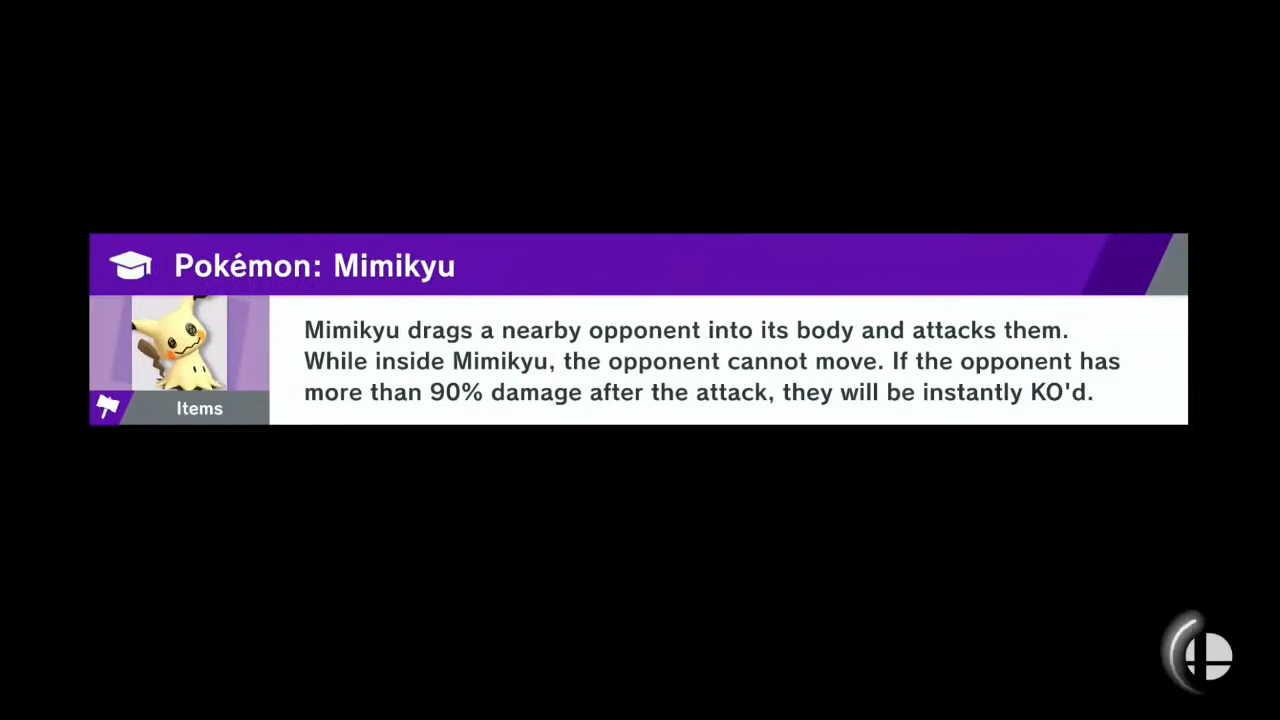 Pokémon: Mimikyu
Mimikyu drags a nearby opponent into its body and attacks them.
While inside Mimikyu, the opponent cannot move. If the opponent has
more than 90% damage after the attack, they will be instantly KO'd.
Items